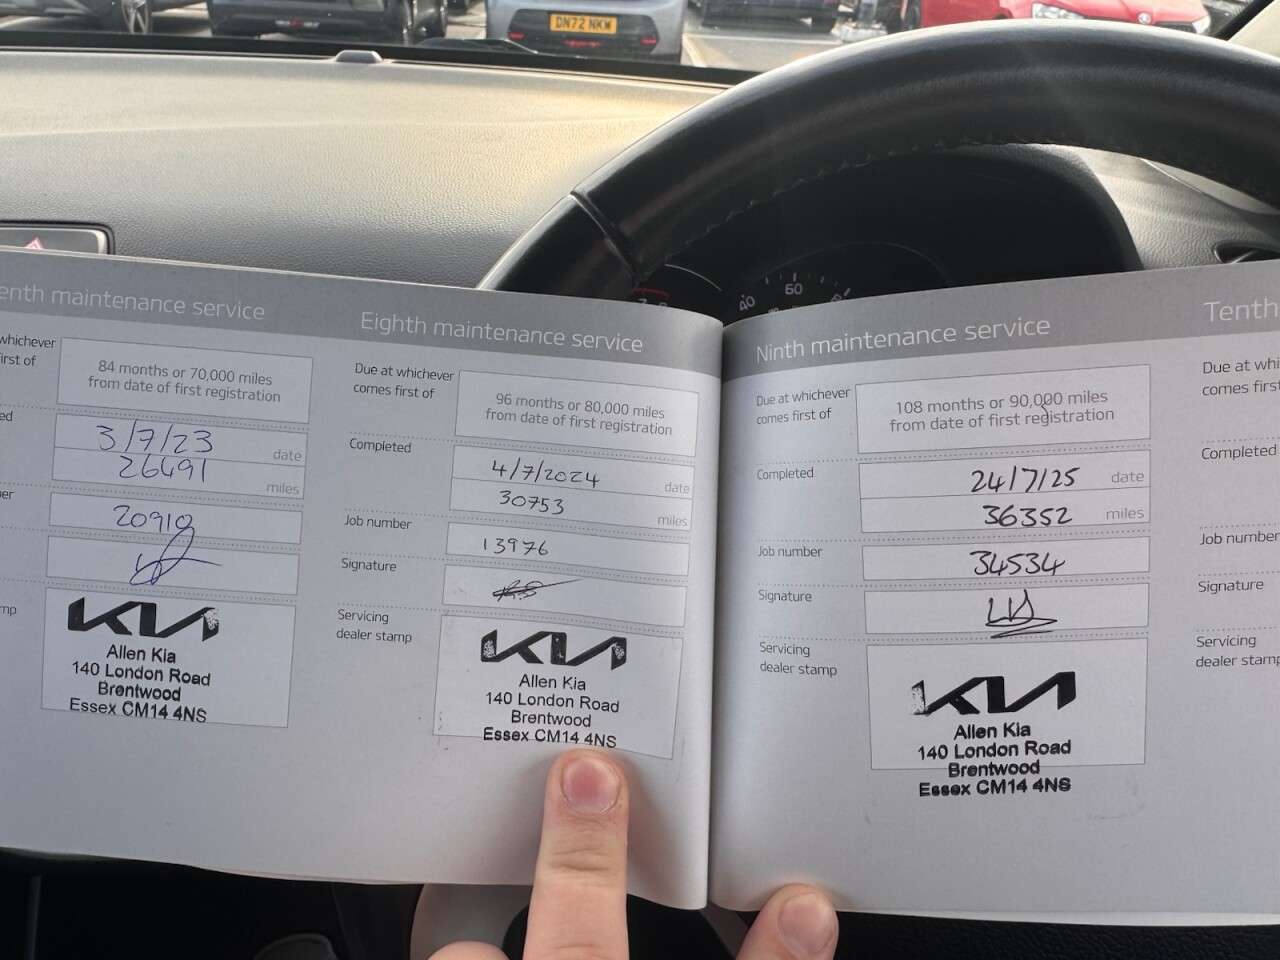 DN72 NKW
40 60
enth maintenance service
whichever
first of
84 months or 70,000 miles
from date of first registration
ed
3/7/23 date
26491 miles
er
20910
mp
KIA
Allen Kia
140 London Road
Brentwood
Essex CM14 4NS
Eighth maintenance service
Due at whichever
comes first of
96 months or 80,000 miles
from date of first registration
Completed
4/7/2024 date
30753 miles
Job number
13976
Signature
Servicing
dealer stamp
KIA
Allen Kia
140 London Road
Brentwood
Essex CM14 4NS
Ninth maintenance service
Due at whichever
comes first of
108 months or 90,000 miles
from date of first registration
Completed
24/7/25 date
36352 miles
Job number
34534
Signature
Servicing
dealer stamp
KIA
Allen Kia
140 London Road
Brentwood
Essex CM14 4NS
Tenth
Due at whi
comes first
Completed
Job number
Signature
Servicing
dealer stamp